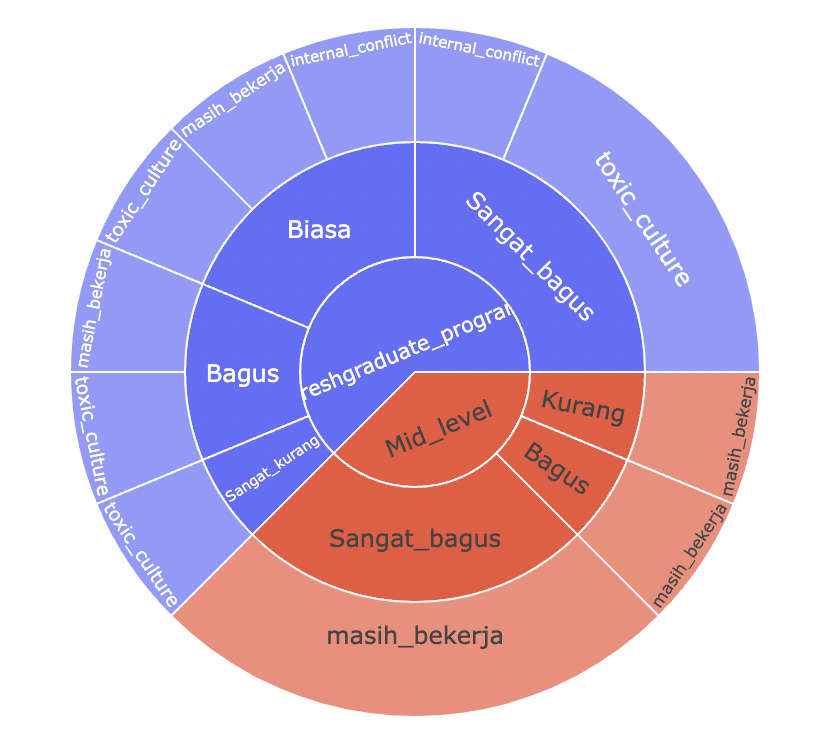 internal_conflict
internal_conflict
masih_bekerja
toxic_culture
toxic_culture
Sangat_bagus
Biasa
masih_bekerja
reshgraduate_progra
Bagus
toxic_culture
Sangat_kurang
toxic_culture
Mid_level
Kurang
masih_bekerja
Bagus
masih_bekerja
Sangat_bagus
masih_bekerja